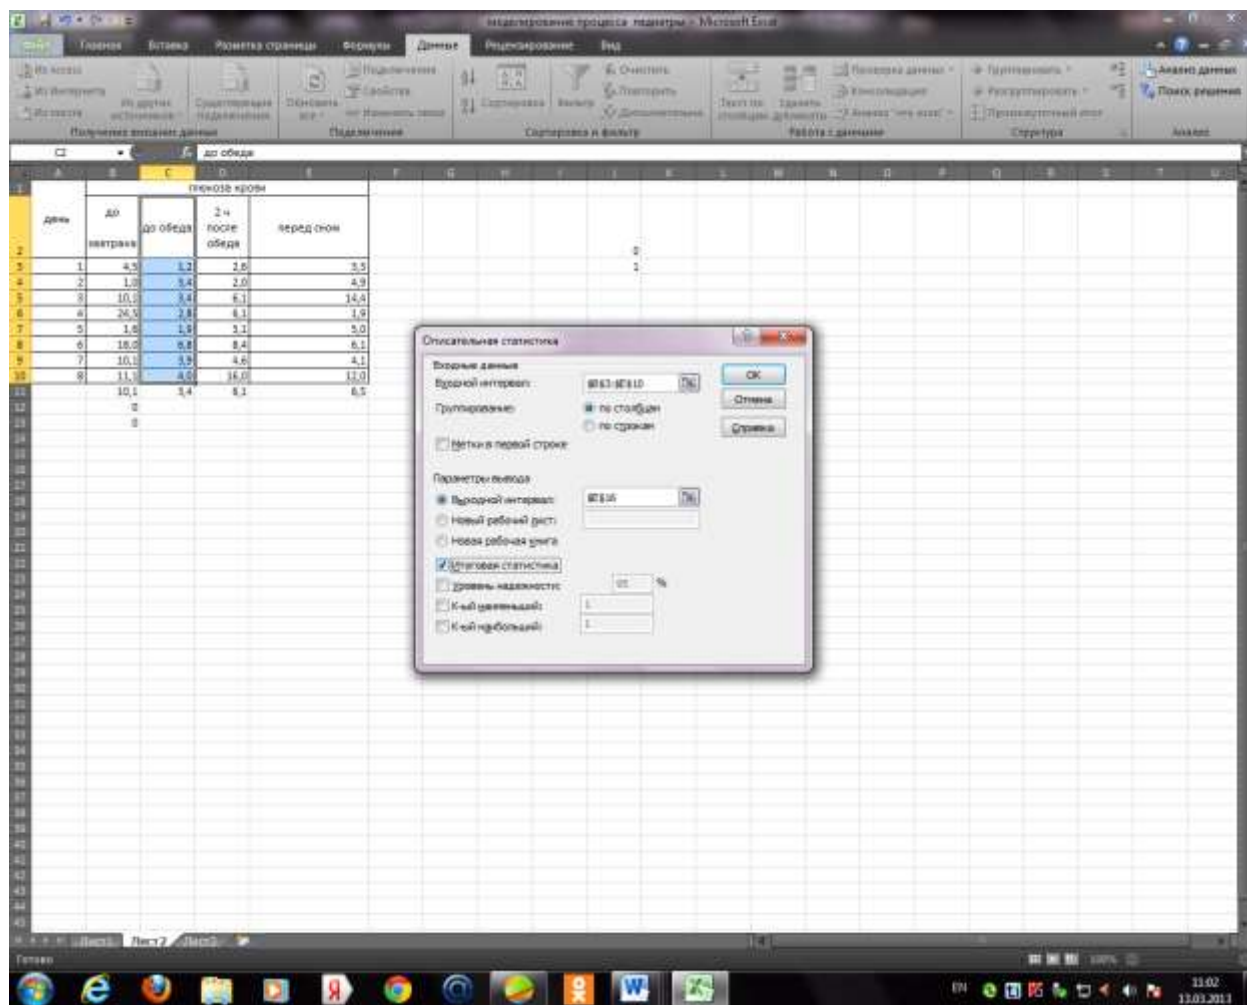 моделирование процесса педиатры - Microsoft Excel
Файл Главная Вставка Разметка страницы Формулы Данные Рецензирование Вид
Из Access
Из Интернета
Из текста
Из других источников
Существующие подключения
Обновить все
Подключения
Свойства
Изменить связи
Сортировка
Фильтр
Очистить
Повторить
Дополнительно
Текст по столбцам
Удалить дубликаты
Проверка данных
Консолидация
Анализ "что если"
Группировать
Разгруппировать
Промежуточный итог
Анализ данных
Поиск решения
Получение внешних данных Подключения Сортировка и фильтр Работа с данными Структура Анализ
C2 fx до обеда
A B C D E F G H I J K L M N O P Q R S T U
глюкоза крови
день до завтрака до обеда 2 ч после обеда перед сном
0
1 4,5 1,2 2,6 3,5 1
2 1,0 3,4 2,0 4,9
3 10,1 3,4 6,1 14,4
4 24,5 2,8 6,1 1,9
5 1,8 1,9 5,0
6 18,0 6,8 8,4 6,1
7 10,1 3,9 4,6 4,1
8 11,1 4,0 16,0 12,0
10,1 3,4 6,1 6,5
0
0
Описательная статистика
Входные данные
Входной интервал:
Группирование: по столбцам
по строкам
Метки в первой строке
Параметры вывода
Выходной интервал:
Новый рабочий лист:
Новая рабочая книга
Итоговая статистика
Уровень надежности: 95 %
К-ый наименьший: 1
К-ый наибольший: 1
OK
Отмена
Справка
Лист1 Лист2 Лист3
Готово
100%
EN
11:02
13.03.2013